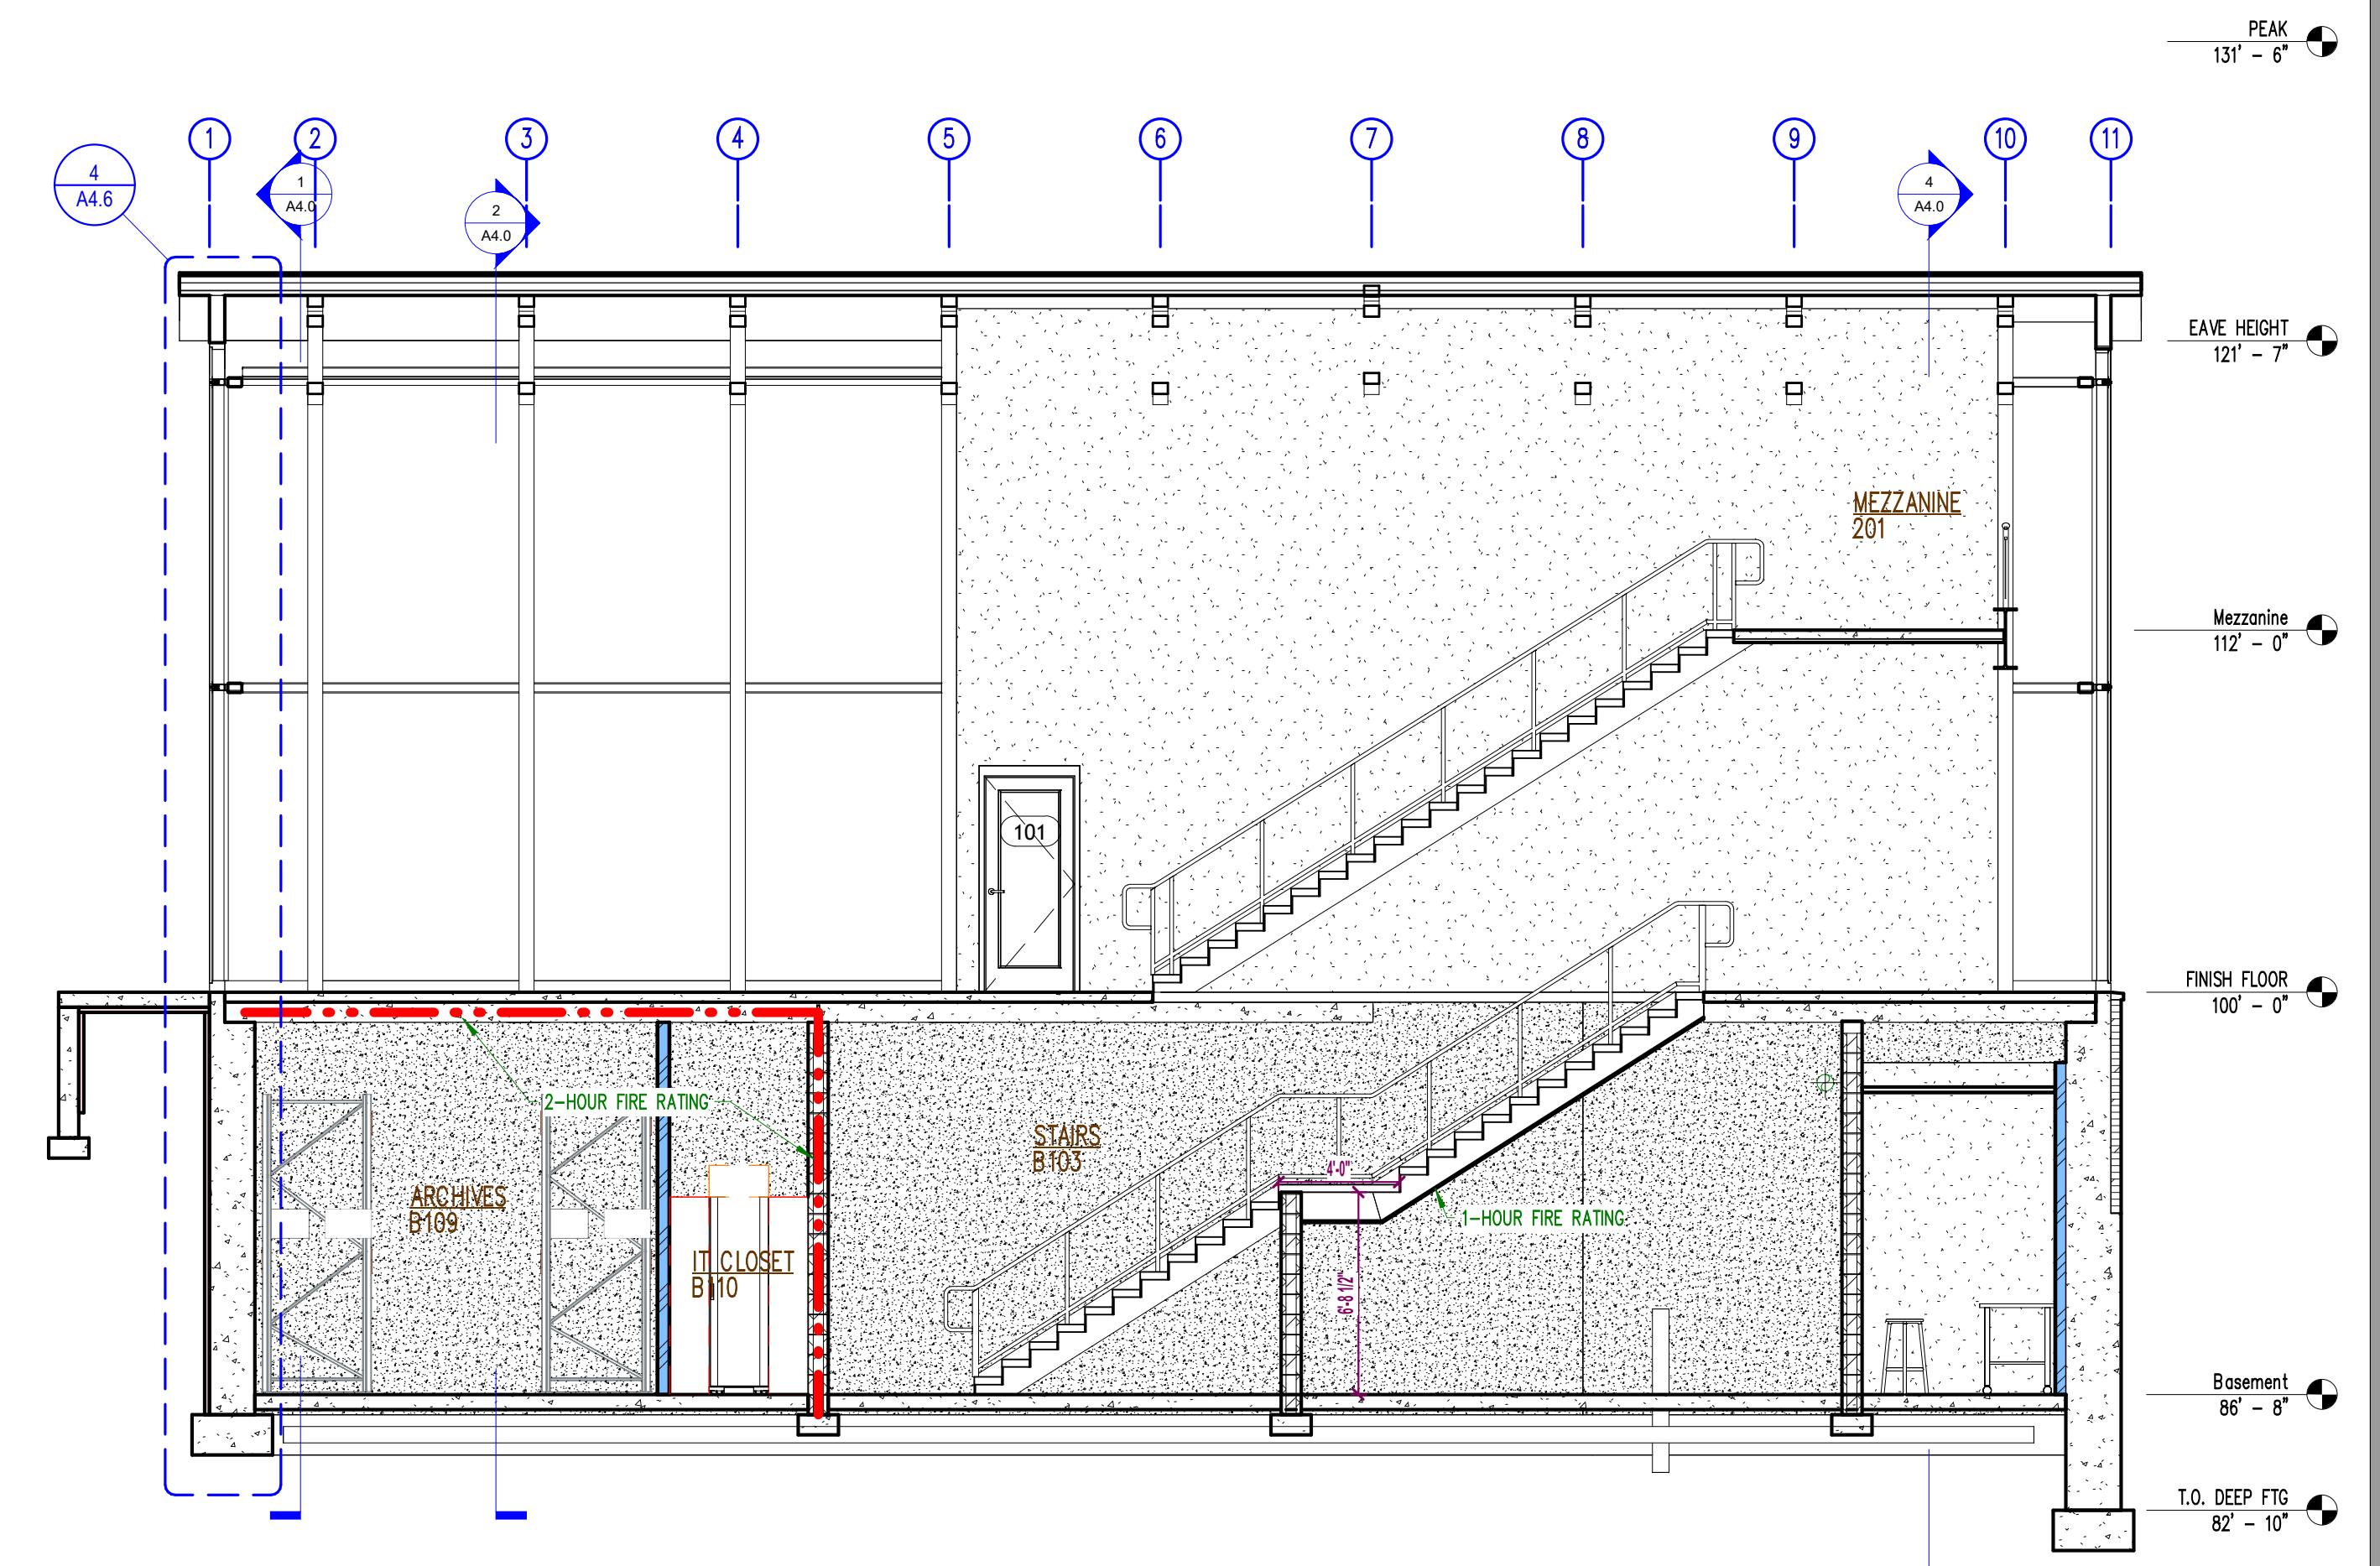 PEAK
131' - 6"
1
2
3
4
5
6
7
8
9
10
11
4
A4.6
1
A4.0
2
A4.0
4
A4.0
EAVE HEIGHT
121' - 7"
MEZZANINE
201
Mezzanine
112' - 0"
101
FINISH FLOOR
100' - 0"
2-HOUR FIRE RATING
STAIRS
B103
4'-0"
ARCHIVES
B109
1-HOUR FIRE RATING
IT CLOSET
B110
6'-8 1/2"
Basement
86' - 8"
T.O. DEEP FTG
82' - 10"